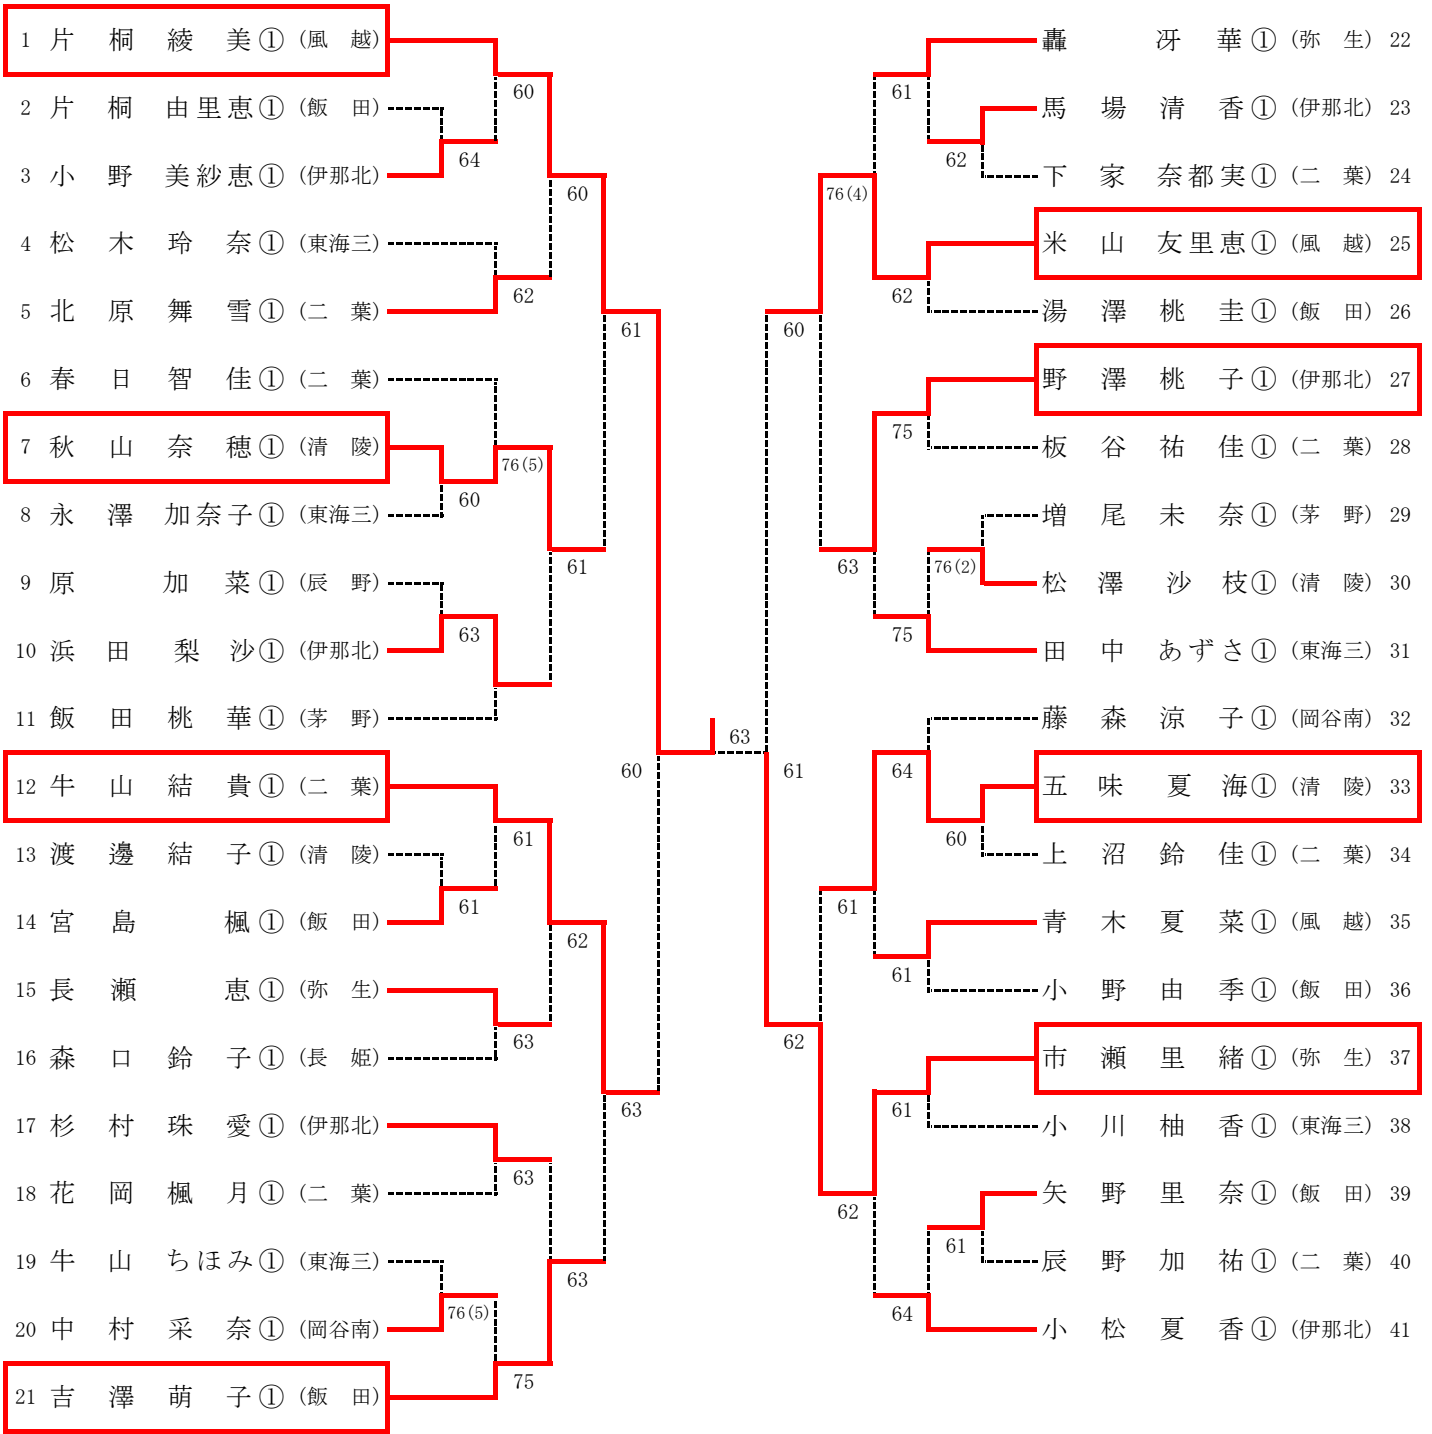 1 片桐 綾美① (風越)
2 片桐 由里恵① (飯田)
3 小野 美紗恵① (伊那北)
4 松木 玲奈① (東海三)
5 北原 舞雪① (二葉)
6 春日 智佳① (二葉)
7 秋山 奈穂① (清陵)
8 永澤 加奈子① (東海三)
9 原 加菜① (辰野)
10 浜田 梨沙① (伊那北)
11 飯田 桃華① (茅野)
12 牛山 結貴① (二葉)
13 渡邊 結子① (清陵)
14 宮島 楓① (飯田)
15 長瀬 恵① (弥生)
16 森口 鈴子① (長姫)
17 杉村 珠愛① (伊那北)
18 花岡 楓月① (二葉)
19 牛山 ちほみ① (東海三)
20 中村 采奈① (岡谷南)
21 吉澤 萌子① (飯田)
60
64
62
76(5)
60
63
61
61
63
63
76(5)
75
60
61
62
63
61
63
60
63
61
60
62
76(4)
63
61
62
61
62
62
75
76(2)
75
64
60
61
61
61
64
轟 冴華① (弥生) 22
馬場 清香① (伊那北) 23
下家 奈都実① (二葉) 24
米山 友里恵① (風越) 25
湯澤 桃圭① (飯田) 26
野澤 桃子① (伊那北) 27
板谷 祐佳① (二葉) 28
増尾 未奈① (茅野) 29
松澤 沙枝① (清陵) 30
田中 あずさ① (東海三) 31
藤森 涼子① (岡谷南) 32
五味 夏海① (清陵) 33
上沼 鈴佳① (二葉) 34
青木 夏菜① (風越) 35
小野 由季① (飯田) 36
市瀬 里緒① (弥生) 37
小川 柚香① (東海三) 38
矢野 里奈① (飯田) 39
辰野 加祐① (二葉) 40
小松 夏香① (伊那北) 41